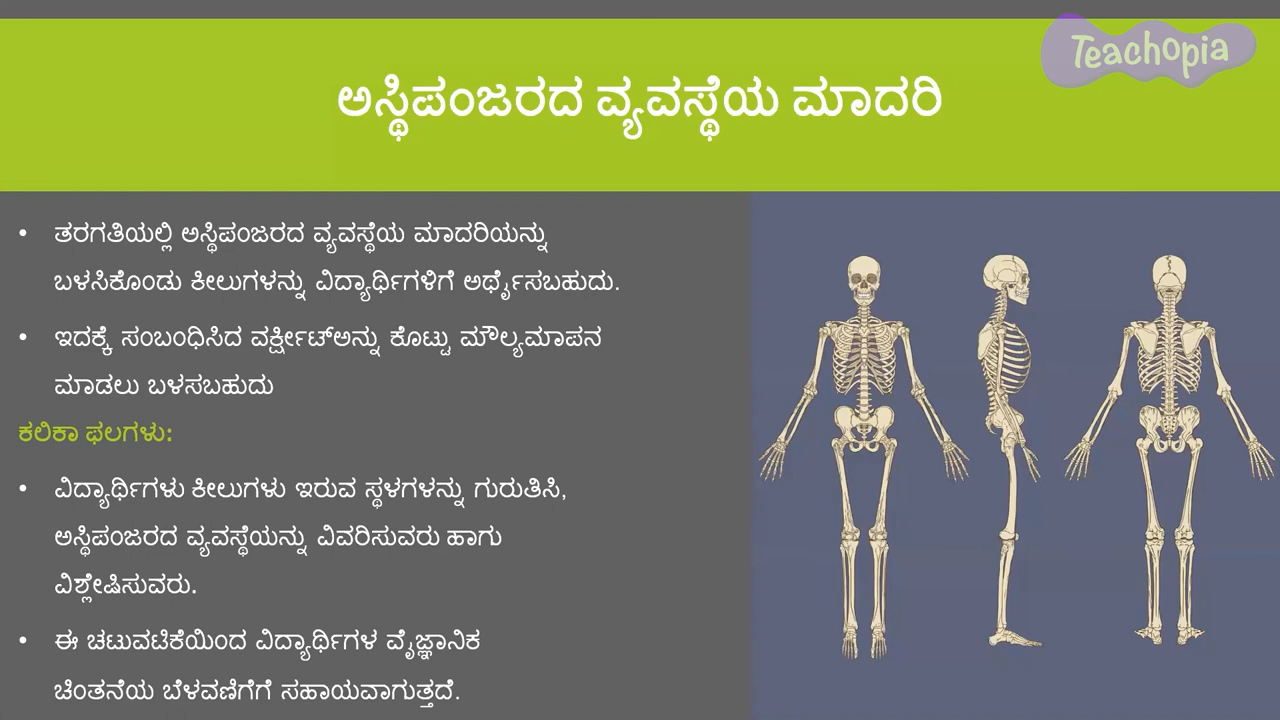 Teachopia
ಅಸ್ಥಿಪಂಜರದ ವ್ಯವಸ್ಥೆಯ ಮಾದರಿ
• ತರಗತಿಯಲ್ಲಿ ಅಸ್ಥಿಪಂಜರದ ವ್ಯವಸ್ಥೆಯ ಮಾದರಿಯನ್ನು
ಬಳಸಿಕೊಂಡು ಕೀಲುಗಳನ್ನು ವಿದ್ಯಾರ್ಥಿಗಳಿಗೆ ಅರ್ಥೈಸಬಹುದು.
• ಇದಕ್ಕೆ ಸಂಬಂಧಿಸಿದ ವರ್ಕ್ಷೀಟ್‌ಅನ್ನು ಕೊಟ್ಟು ಮೌಲ್ಯಮಾಪನ
ಮಾಡಲು ಬಳಸಬಹುದು
ಕಲಿಕಾ ಫಲಗಳು:
• ವಿದ್ಯಾರ್ಥಿಗಳು ಕೀಲುಗಳು ಇರುವ ಸ್ಥಳಗಳನ್ನು ಗುರುತಿಸಿ,
ಅಸ್ಥಿಪಂಜರದ ವ್ಯವಸ್ಥೆಯನ್ನು ವಿವರಿಸುವರು ಹಾಗು
ವಿಶ್ಲೇಷಿಸುವರು.
• ಈ ಚಟುವಟಿಕೆಯಿಂದ ವಿದ್ಯಾರ್ಥಿಗಳ ವೈಜ್ಞಾನಿಕ
ಚಿಂತನೆಯ ಬೆಳವಣಿಗೆಗೆ ಸಹಾಯವಾಗುತ್ತದೆ.